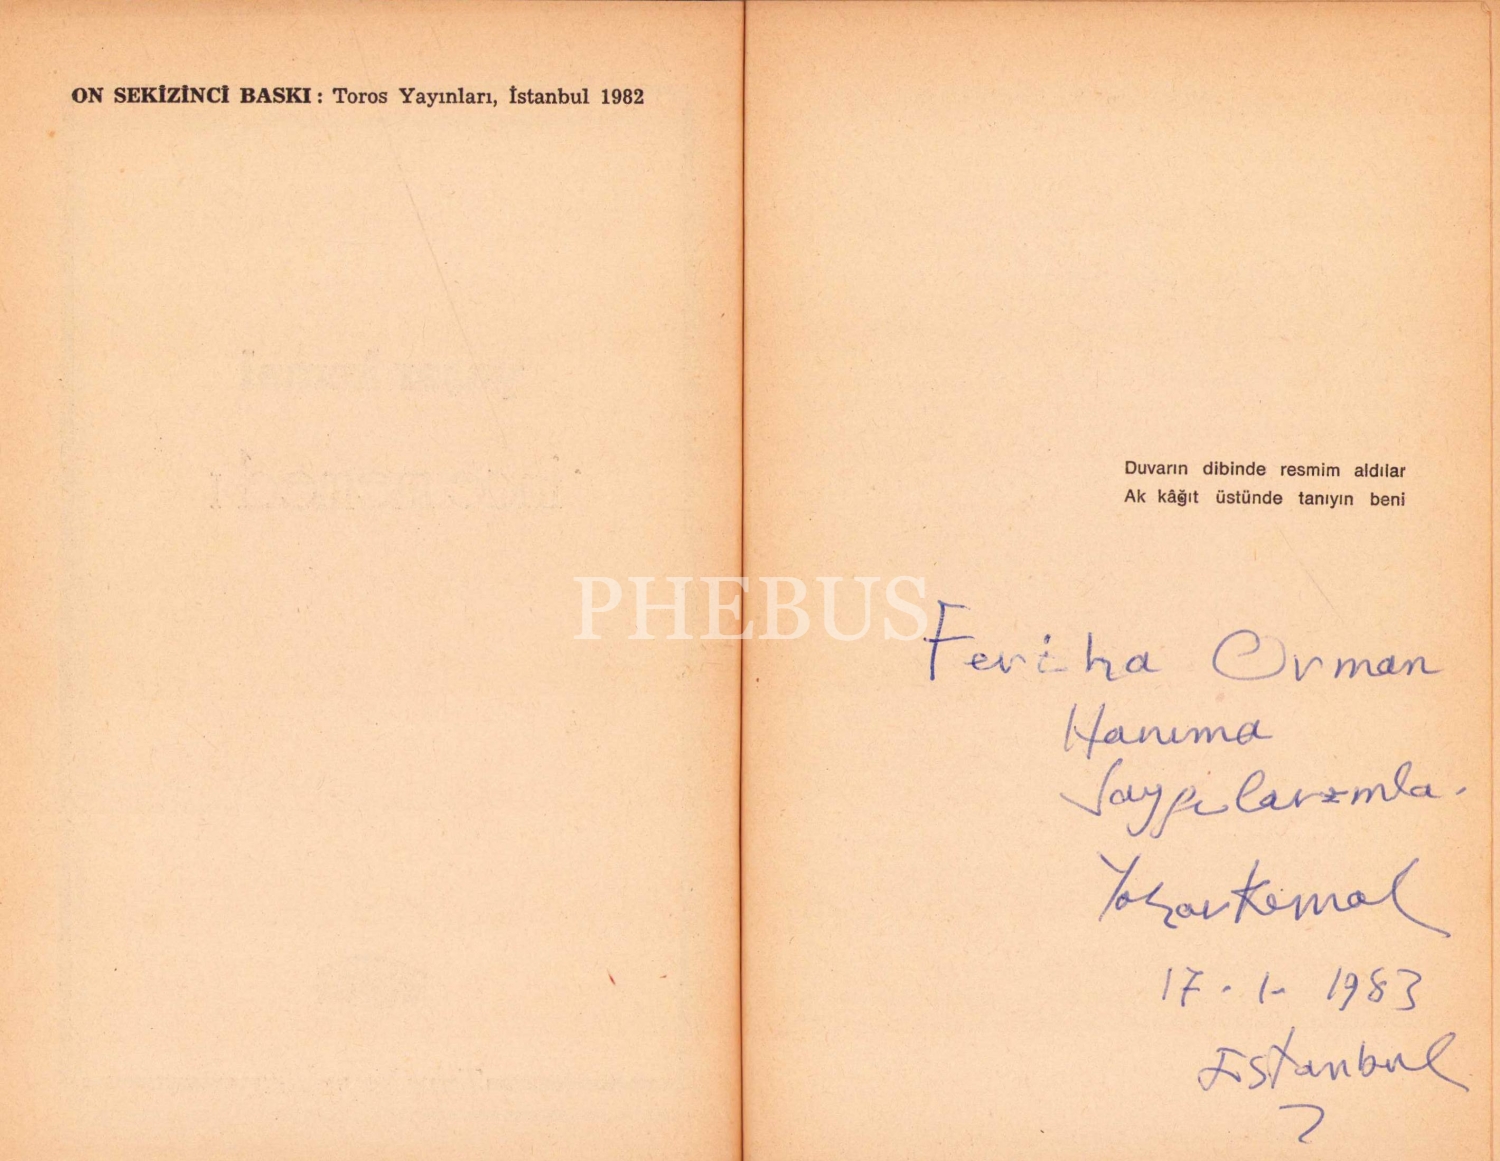 ON SEKİZİNCİ BASKI : Toros Yayınları, İstanbul 1982
Duvarın dibinde resmim aldılar
Ak kâğıt üstünde tanıyın beni
PHEBUS
Feriha Orman
Hanıma
Saygılarımla.
Yaşar Kemal
17.1.1983
İstanbul